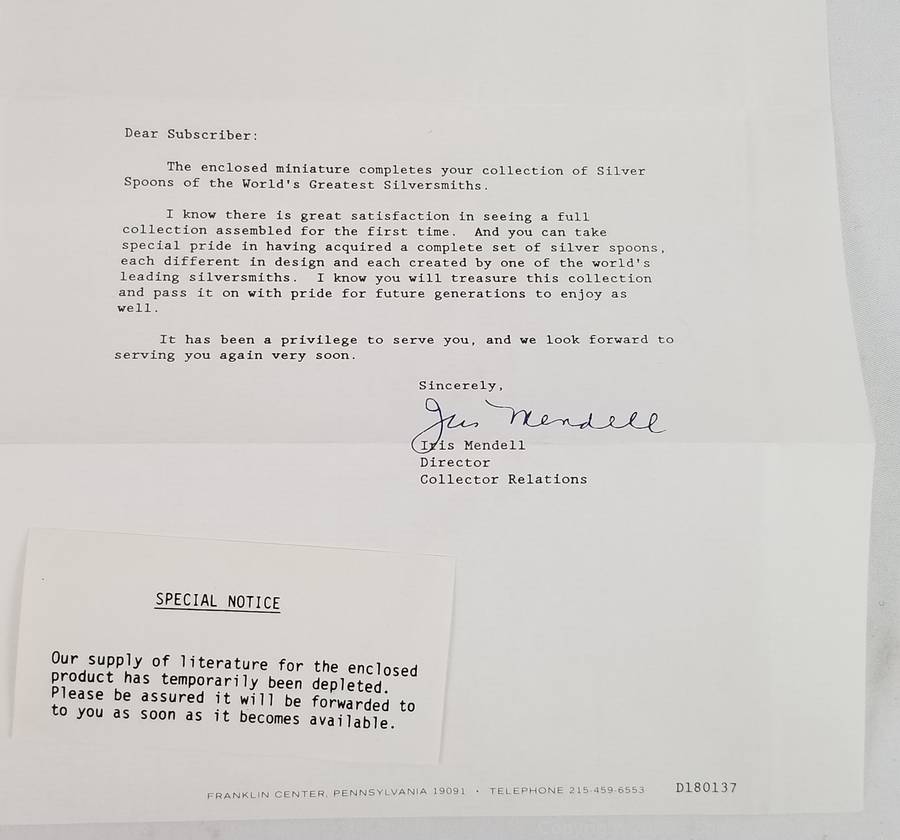 Dear Subscriber:
The enclosed miniature completes your collection of Silver
Spoons of the World's Greatest Silversmiths.
I know there is great satisfaction in seeing a full
collection assembled for the first time. And you can take
special pride in having acquired a complete set of silver spoons,
each different in design and each created by one of the world's
leading silversmiths. I know you will treasure this collection
and pass it on with pride for future generations to enjoy as
well.
It has been a privilege to serve you, and we look forward to
serving you again very soon.
Sincerely,
Iris Mendell
Iris Mendell
Director
Collector Relations
SPECIAL NOTICE
Our supply of literature for the enclosed
product has temporarily been depleted.
Please be assured it will be forwarded to
to you as soon as it becomes available.
FRANKLIN CENTER, PENNSYLVANIA 19091 • TELEPHONE 215-459-6553 D180137